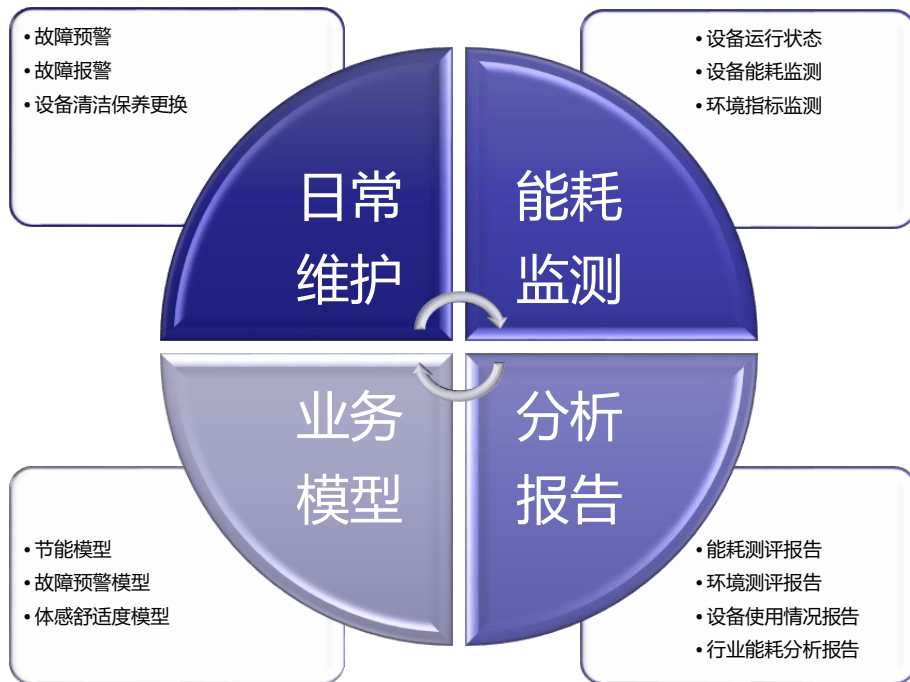 • 故障预警
• 故障报警
• 设备清洁保养更换
• 设备运行状态
• 设备能耗监测
• 环境指标监测
日常
维护
能耗
监测
业务
模型
分析
报告
• 节能模型
• 故障预警模型
• 体感舒适度模型
• 能耗测评报告
• 环境测评报告
• 设备使用情况报告
• 行业能耗分析报告